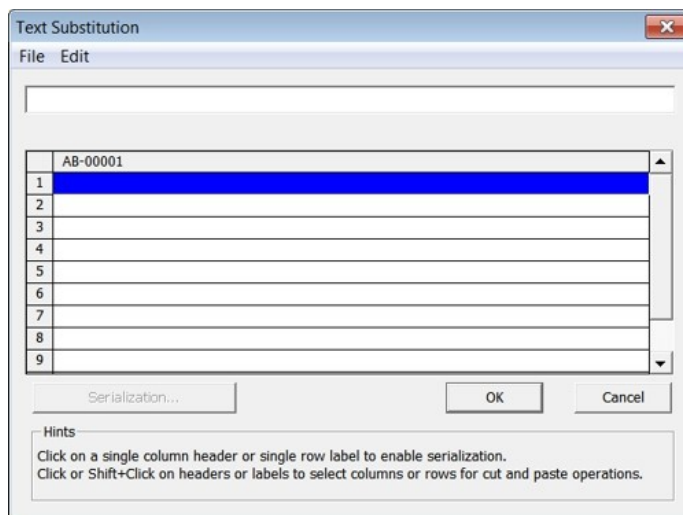 Text Substitution
File Edit
AB-00001
1
2
3
4
5
6
7
8
9
Serialization...
OK
Cancel
Hints
Click on a single column header or single row label to enable serialization.
Click or Shift+Click on headers or labels to select columns or rows for cut and paste operations.